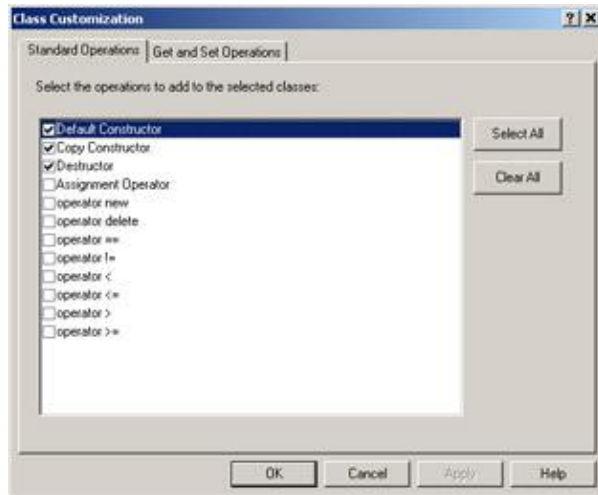 Class Customization
Standard Operations
Get and Set Operations
Select the operations to add to the selected classes:
Default Constructor
Copy Constructor
Destructor
Assignment Operator
operator new
operator delete
operator ==
operator !=
operator <
operator <=
operator >
operator >=
Select All
Clear All
OK
Cancel
Apply
Help